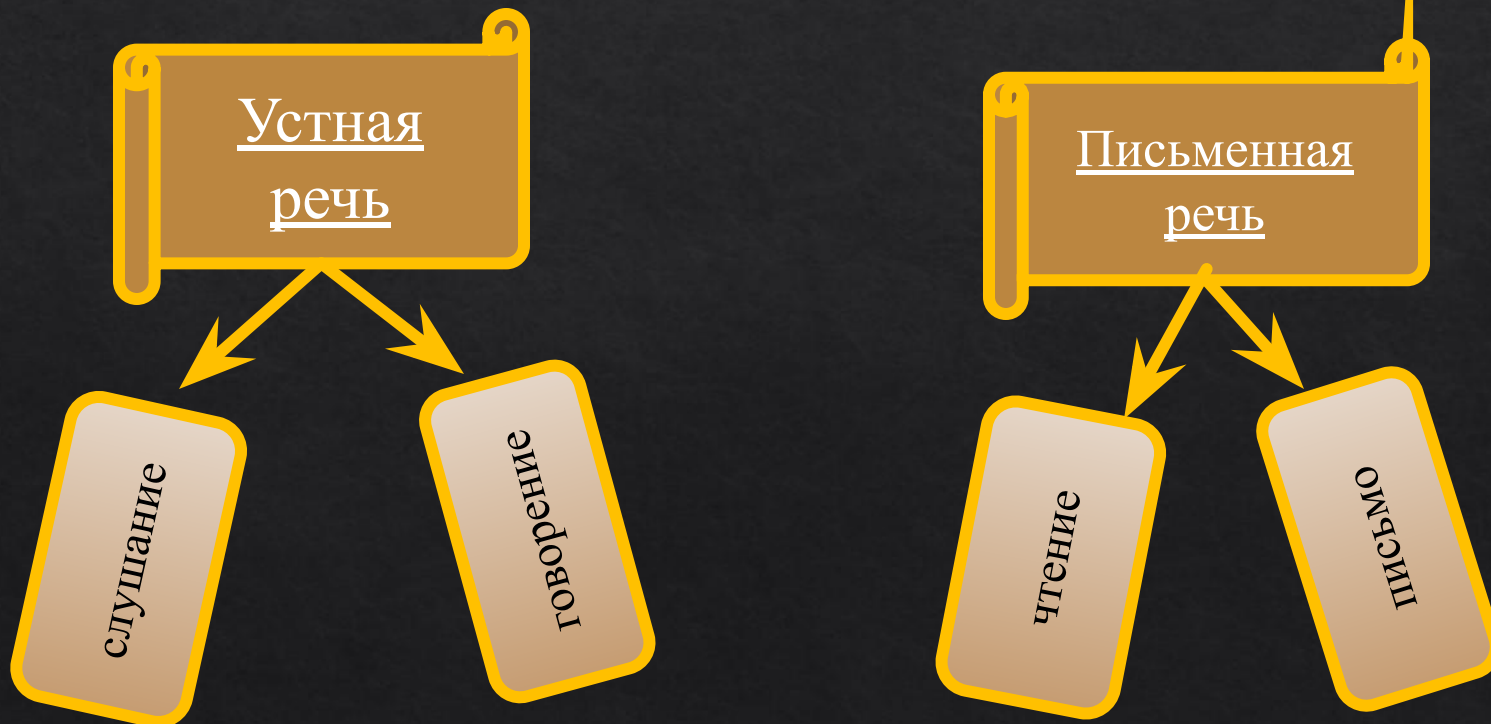 Устная
речь
Письменная
речь
слушание
говорение
чтение
письмо